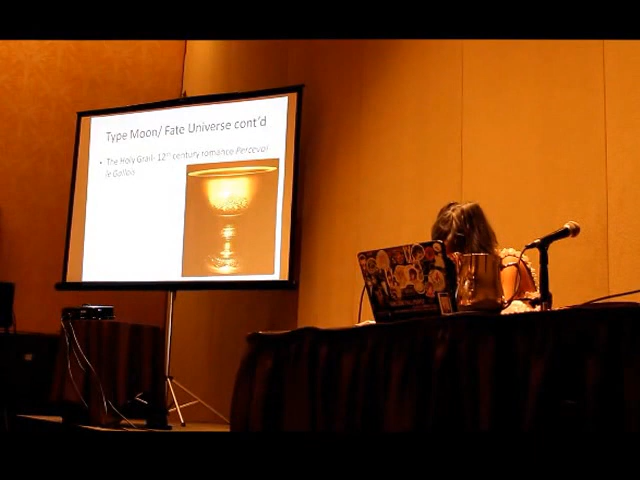 Type Moon/ Fate Universe cont'd
• The Holy Grail- 12th century romance Perceval
le Gallois